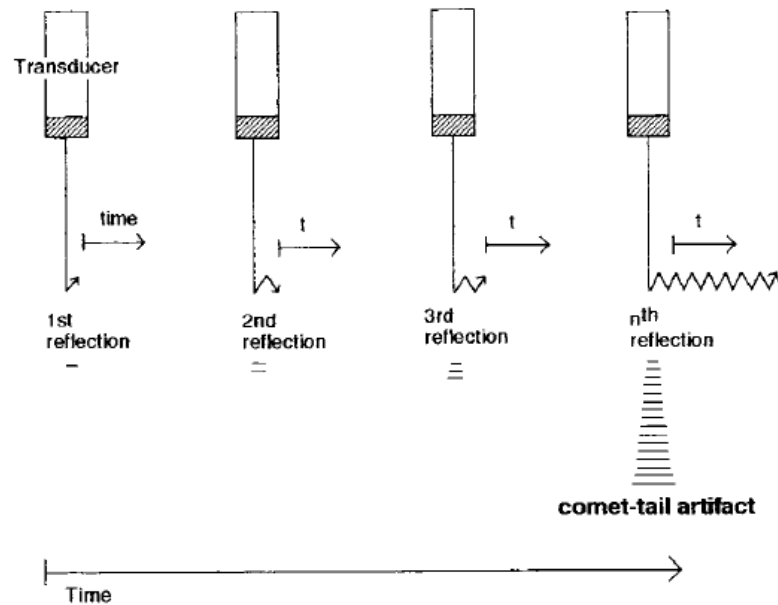 Transducer
time
t
t
t
1st
reflection
2nd
reflection
3rd
reflection
nth
reflection
comet-tail artifact
Time